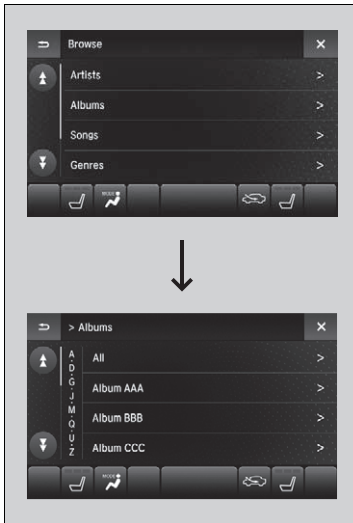 Browse
Artists >
Albums >
Songs >
Genres >
MODE
> Albums
A
D
G
J
M
Q
U
Z
All >
Album AAA >
Album BBB >
Album CCC >
MODE